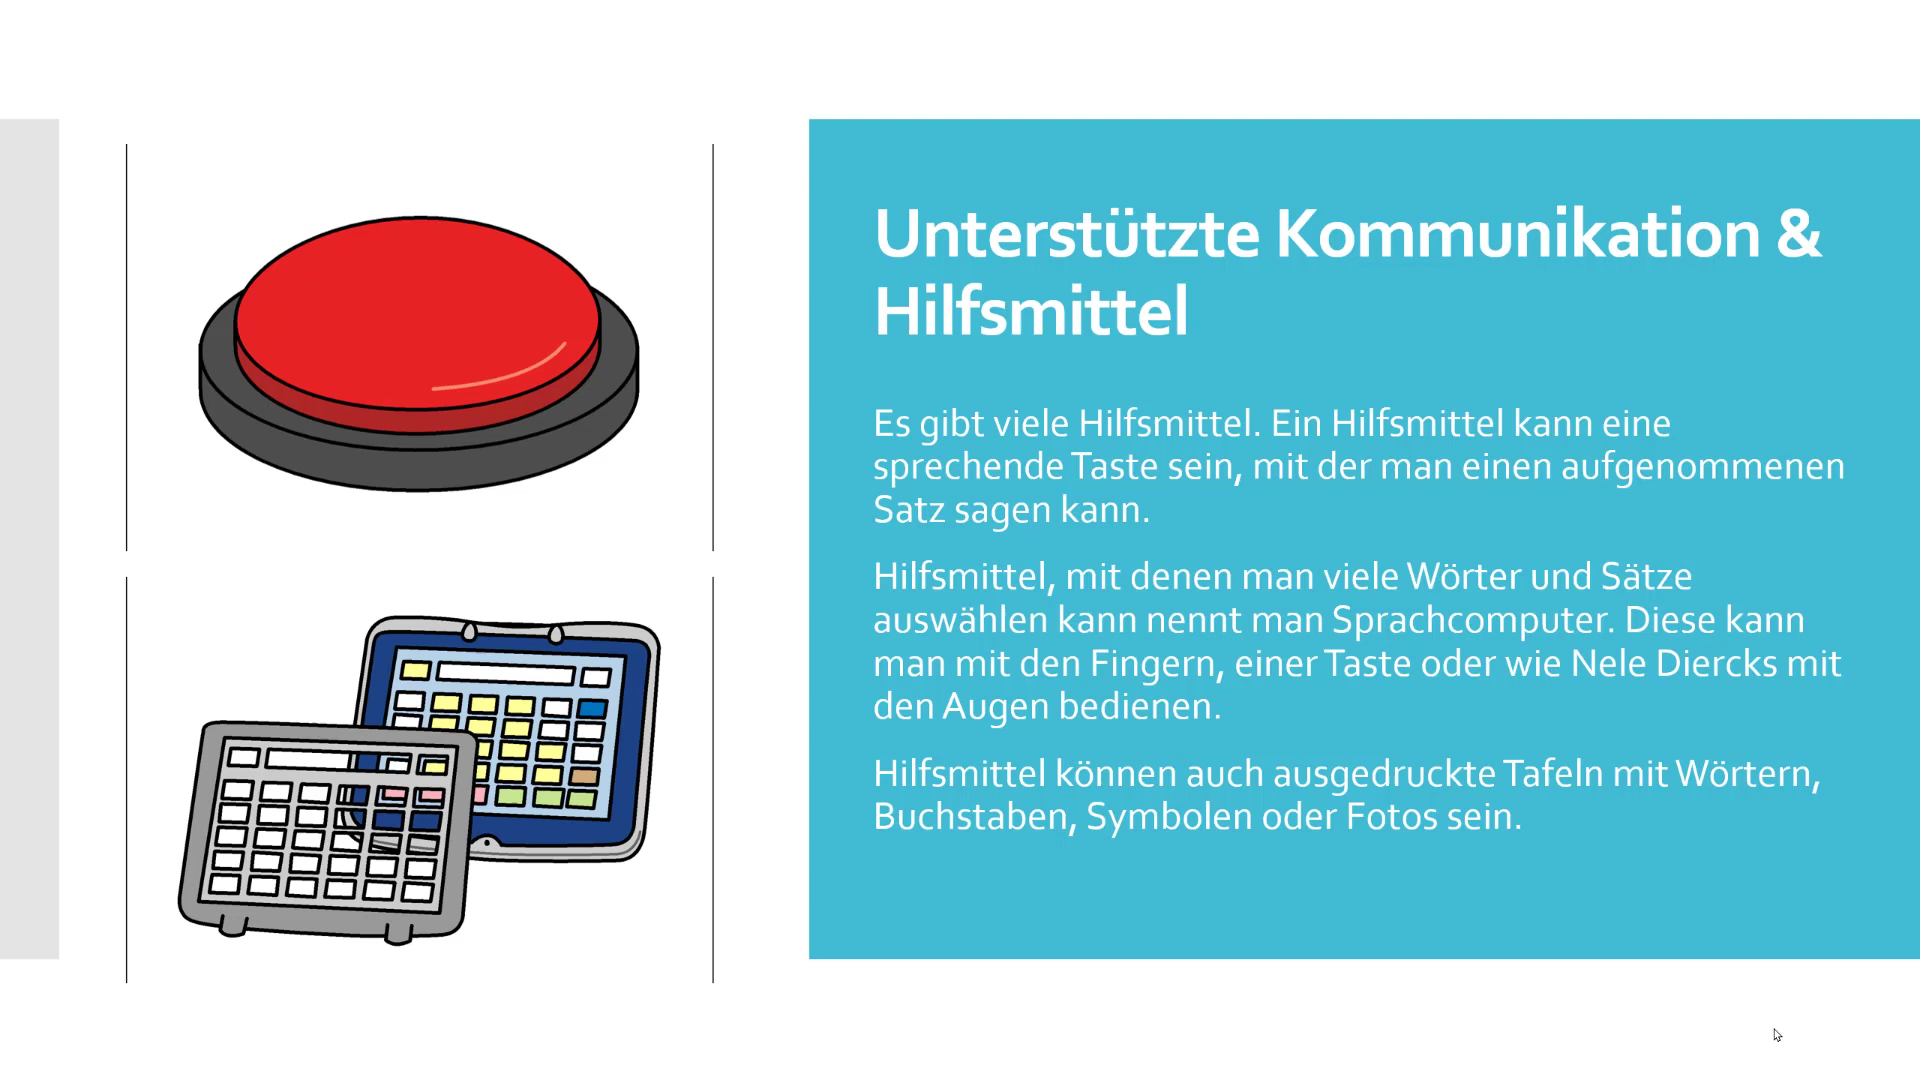 Unterstützte Kommunikation &
Hilfsmittel
Es gibt viele Hilfsmittel. Ein Hilfsmittel kann eine
sprechende Taste sein, mit der man einen aufgenommenen
Satz sagen kann.
Hilfsmittel, mit denen man viele Wörter und Sätze
auswählen kann nennt man Sprachcomputer. Diese kann
man mit den Fingern, einer Taste oder wie Nele Diercks mit
den Augen bedienen.
Hilfsmittel können auch ausgedruckte Tafeln mit Wörtern,
Buchstaben, Symbolen oder Fotos sein.